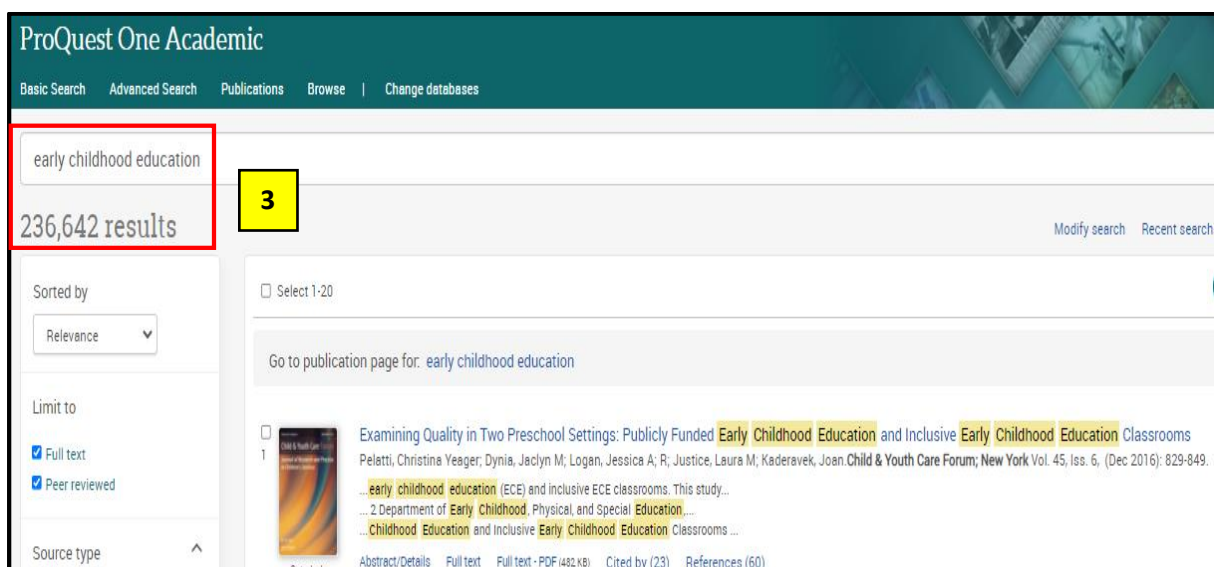 ProQuest One Academic
Basic Search Advanced Search Publications Browse | Change databases
early childhood education
3
236,642 results
Modify search Recent search
Sorted by
Relevance
Select 1-20
Go to publication page for: early childhood education
Limit to
Full text
Peer reviewed
Source type
1
Examining Quality in Two Preschool Settings: Publicly Funded Early Childhood Education and Inclusive Early Childhood Education Classrooms
Pelatti, Christina Yeager; Dynia, Jaclyn M; Logan, Jessica A; R; Justice, Laura M; Kaderavek, Joan.Child & Youth Care Forum; New York Vol. 45, Iss. 6, (Dec 2016): 829-849.
...early childhood education (ECE) and inclusive ECE classrooms. This study...
... 2 Department of Early Childhood, Physical, and Special Education,...
...Childhood Education and Inclusive Early Childhood Education Classrooms ...
Abstract/Details Full text Full text - PDF (482 KB) Cited by (23) References (60)